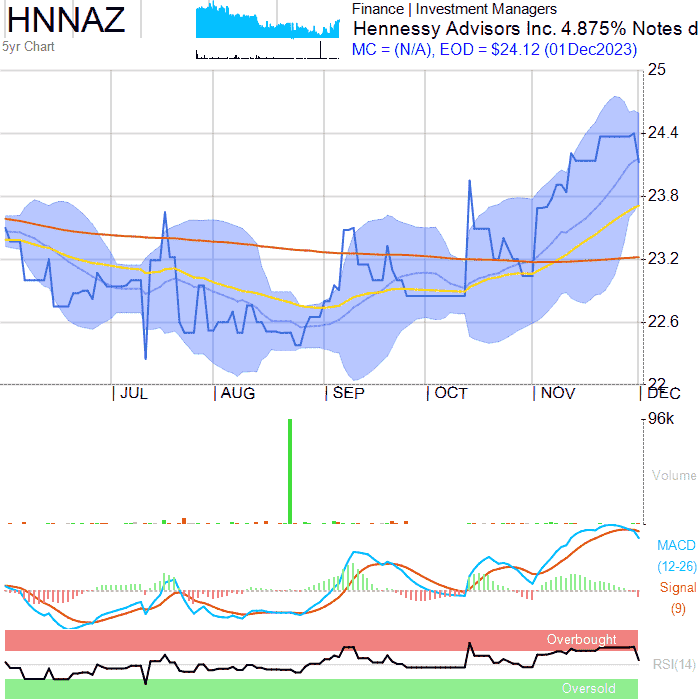 HNNAZ
5yr Chart
Finance | Investment Managers
Hennessy Advisors Inc. 4.875% Notes d
MC = (N/A), EOD = $24.12 (01Dec2023)
25
24.4
23.8
23.2
22.6
22
JUL AUG SEP OCT NOV DEC
96k
Volume
MACD
(12-26)
Signal
(9)
Overbought
RSI(14)
Oversold